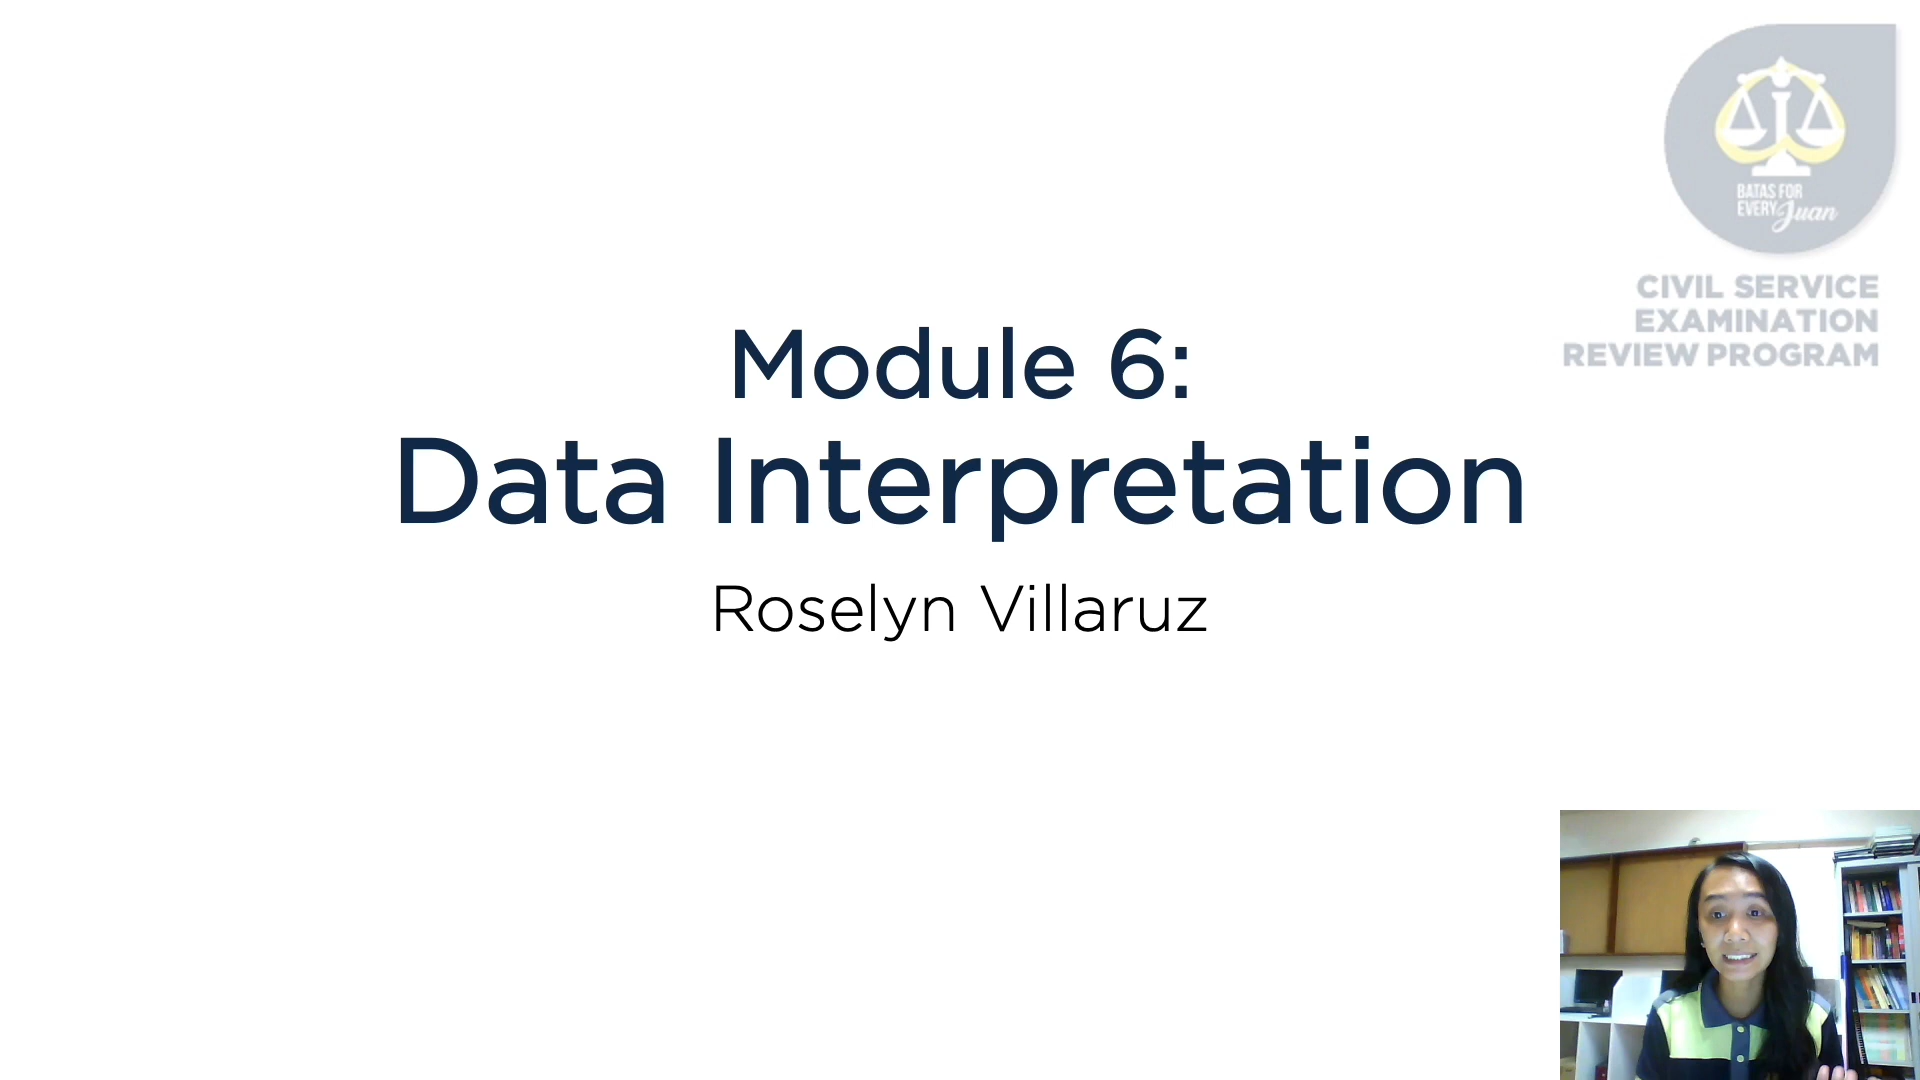 BATAS FOR
EVERY Juan
CIVIL SERVICE
EXAMINATION
REVIEW PROGRAM
Module 6:
Data Interpretation
Roselyn Villaruz